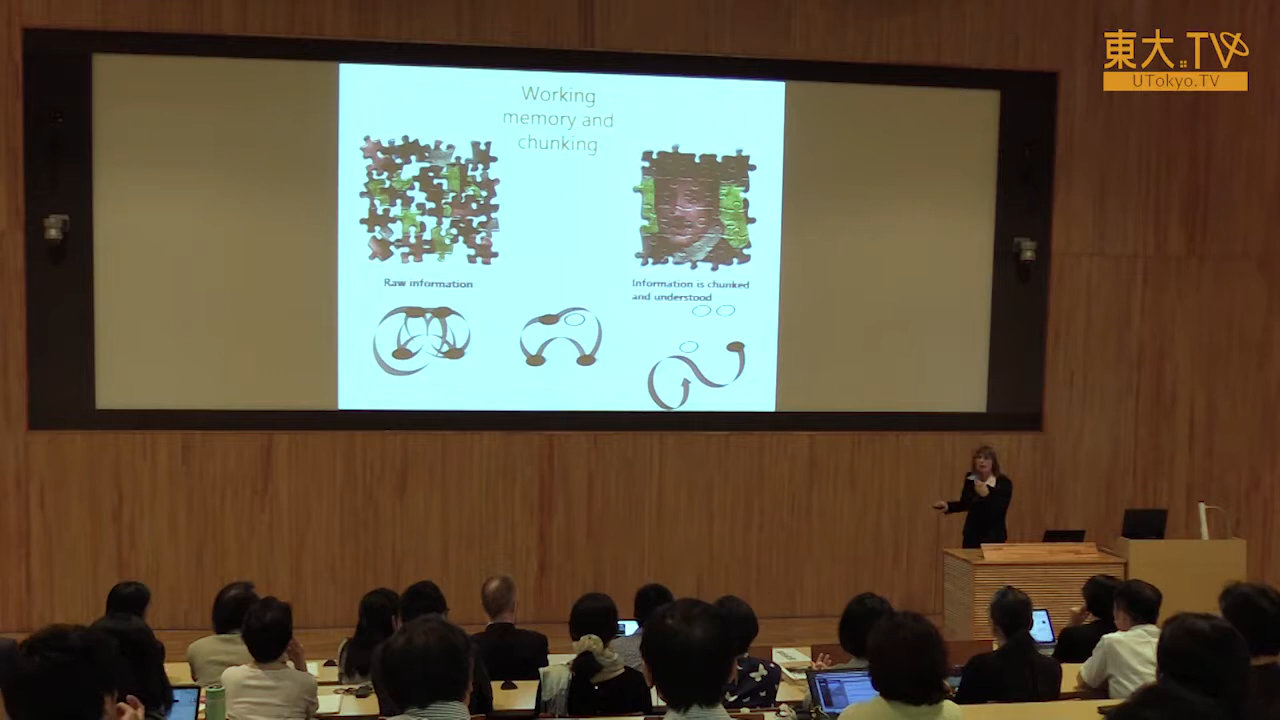 東大.TV
UTokyo.TV
Working
memory and
chunking
Raw information
Information is chunked
and understood